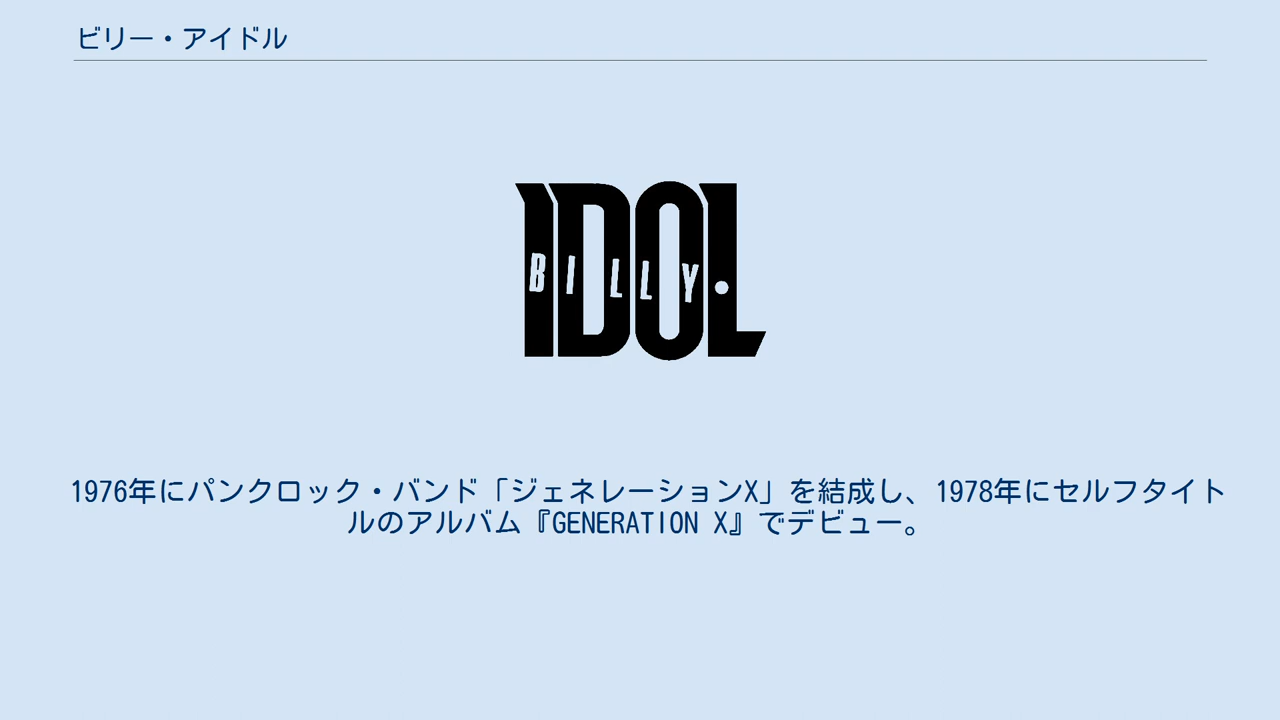 ビリー・アイドル
IDOL
BILLY.
1976年にパンクロック・バンド「ジェネレーションX」を結成し、1978年にセルフタイト
ルのアルバム『GENERATION X』でデビュー。